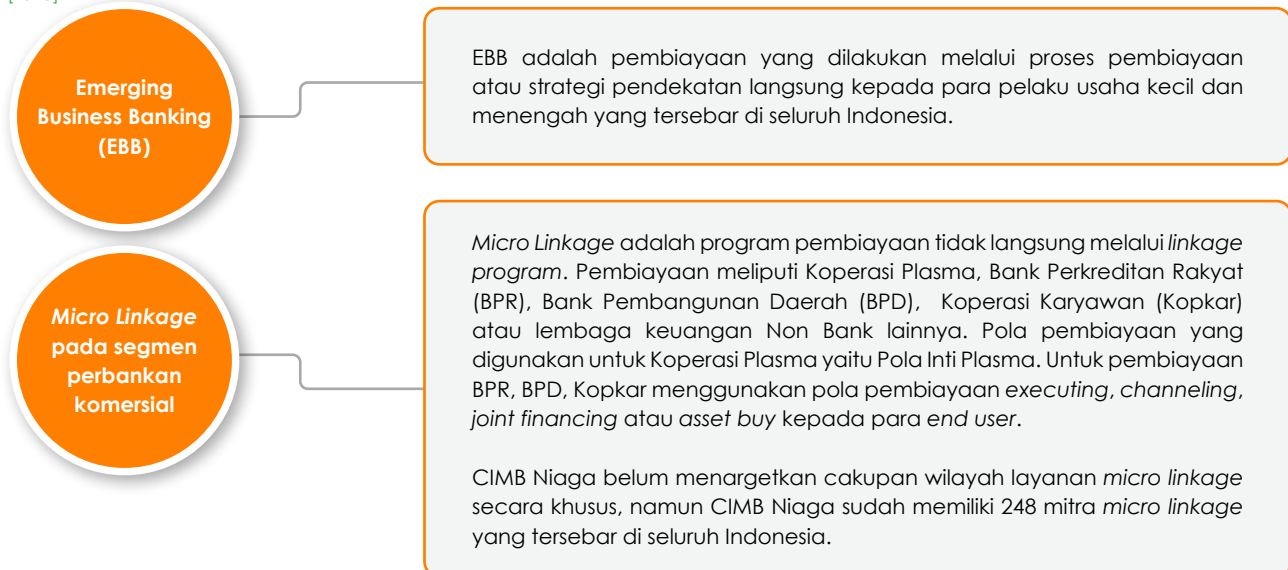 Emerging
Business Banking
(EBB)
EBB adalah pembiayaan yang dilakukan melalui proses pembiayaan
atau strategi pendekatan langsung kepada para pelaku usaha kecil dan
menengah yang tersebar di seluruh Indonesia.
Micro Linkage
pada segmen
perbankan
komersial
Micro Linkage adalah program pembiayaan tidak langsung melalui linkage
program. Pembiayaan meliputi Koperasi Plasma, Bank Perkreditan Rakyat
(BPR), Bank Pembangunan Daerah (BPD), Koperasi Karyawan (Kopkar)
atau lembaga keuangan Non Bank lainnya. Pola pembiayaan yang
digunakan untuk Koperasi Plasma yaitu Pola Inti Plasma. Untuk pembiayaan
BPR, BPD, Kopkar menggunakan pola pembiayaan executing, channeling,
joint financing atau asset buy kepada para end user.
CIMB Niaga belum menargetkan cakupan wilayah layanan micro linkage
secara khusus, namun CIMB Niaga sudah memiliki 248 mitra micro linkage
yang tersebar di seluruh Indonesia.